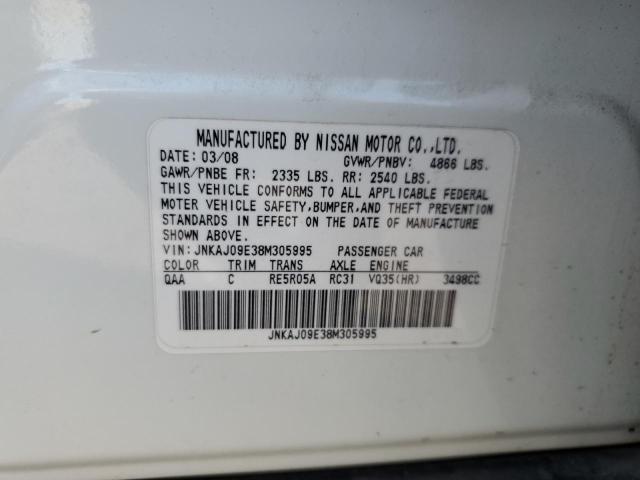 MANUFACTURED BY NISSAN MOTOR CO.,LTD.
DATE: 03/08 GVWR/PNBV: 4866 LBS.
GAWR/PNBE FR: 2335 LBS. RR: 2540 LBS.
THIS VEHICLE CONFORMS TO ALL APPLICABLE FEDERAL
MOTER VEHICLE SAFETY,BUMPER,AND THEFT PREVENTION
STANDARDS IN EFFECT ON THE DATE OF MANUFACTURE
SHOWN ABOVE.
VIN:JNKAJ09E38M305995 PASSENGER CAR
COLOR TRIM TRANS AXLE ENGINE
QAA C RE5R05A RC31 VQ35(HR) 3498CC
JNKAJ09E38M305995